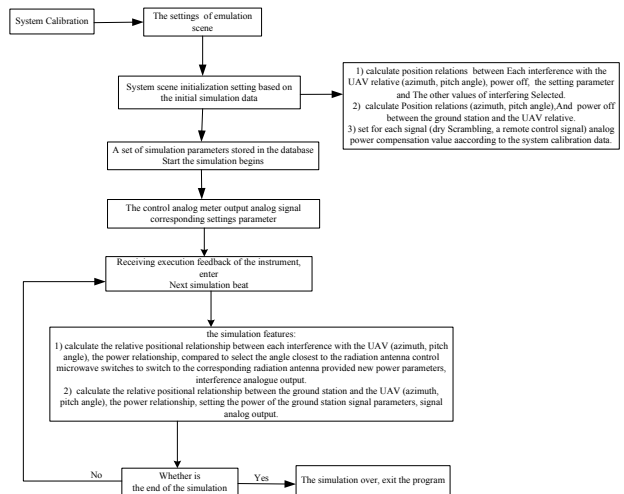 System Calibration
The settings of emulation
scene
System scene initialization setting based on
the initial simulation data
1) calculate position relations between Each interference with the
UAV relative (azimuth, pitch angle), power off, the setting parameter
and The other values of interfering Selected.
2) calculate Position relations (azimuth, pitch angle),And power off
between the ground station and the UAV relative.
3) set for each signal (dry Scrambling, a remote control signal) analog
power compensation value aaccording to the system calibration data.
A set of simulation parameters stored in the database
Start the simulation begins
The control analog meter output analog signal
corresponding settings parameter
Receiving execution feedback of the instrument,
enter
Next simulation beat
the simulation features:
1) calculate the relative positional relationship between each interference with the UAV (azimuth, pitch
angle), the power relationship, compared to select the angle closest to the radiation antenna control
microwave switches to switch to the corresponding radiation antenna provided new power parameters,
interference analogue output.
2) calculate the relative positional relationship between the ground station and the UAV (azimuth,
pitch angle), the power relationship, setting the power of the ground station signal parameters, signal
analog output.
No
Whether is
the end of the simulation
Yes
The simulation over, exit the program